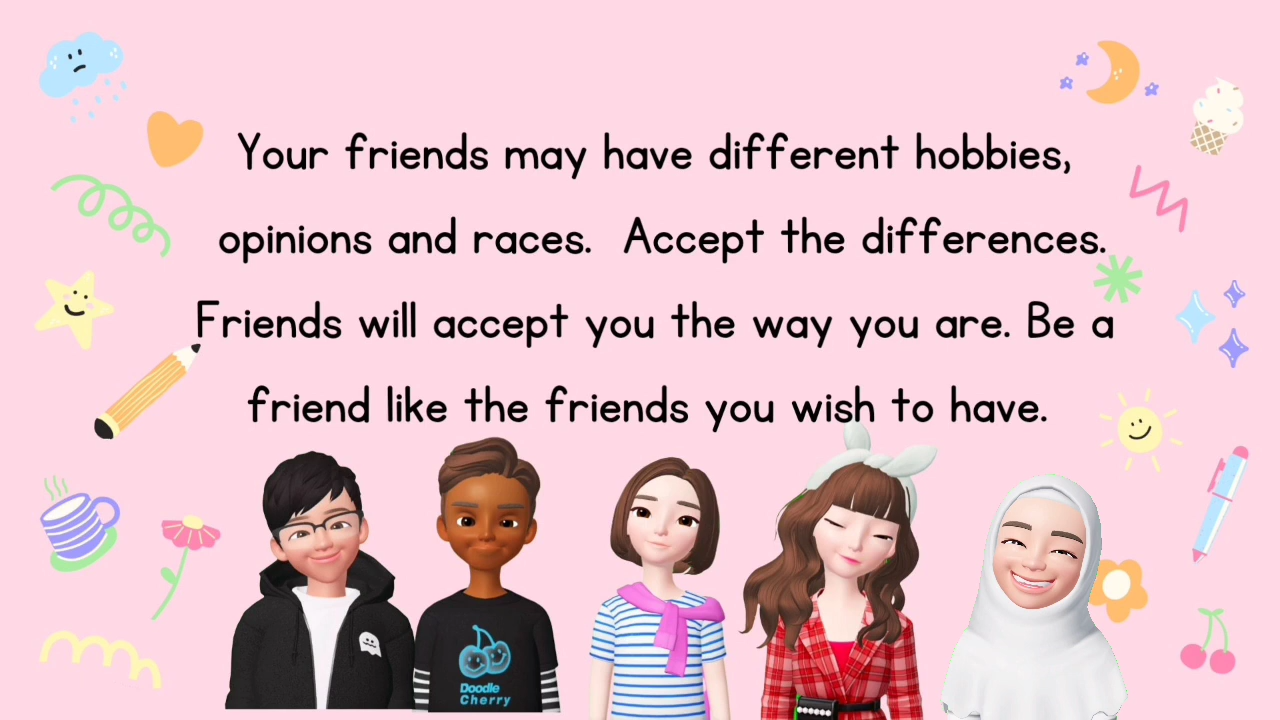 Your friends may have different hobbies,
opinions and races.  Accept the differences.
Friends will accept you the way you are. Be a
friend like the friends you wish to have.
Doodle
Cherry